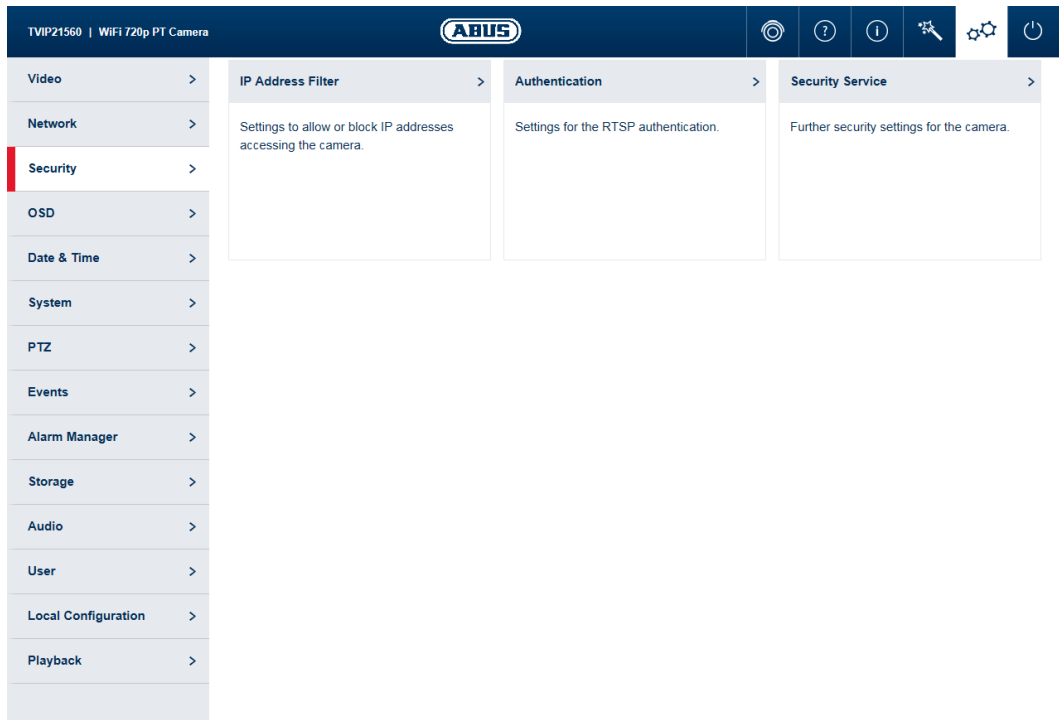 TVIP21560 | WiFi 720p PT Camera
ABUS
Video
Network
Security
OSD
Date & Time
System
PTZ
Events
Alarm Manager
Storage
Audio
User
Local Configuration
Playback
IP Address Filter
Settings to allow or block IP addresses
accessing the camera.
Authentication
Settings for the RTSP authentication.
Security Service
Further security settings for the camera.